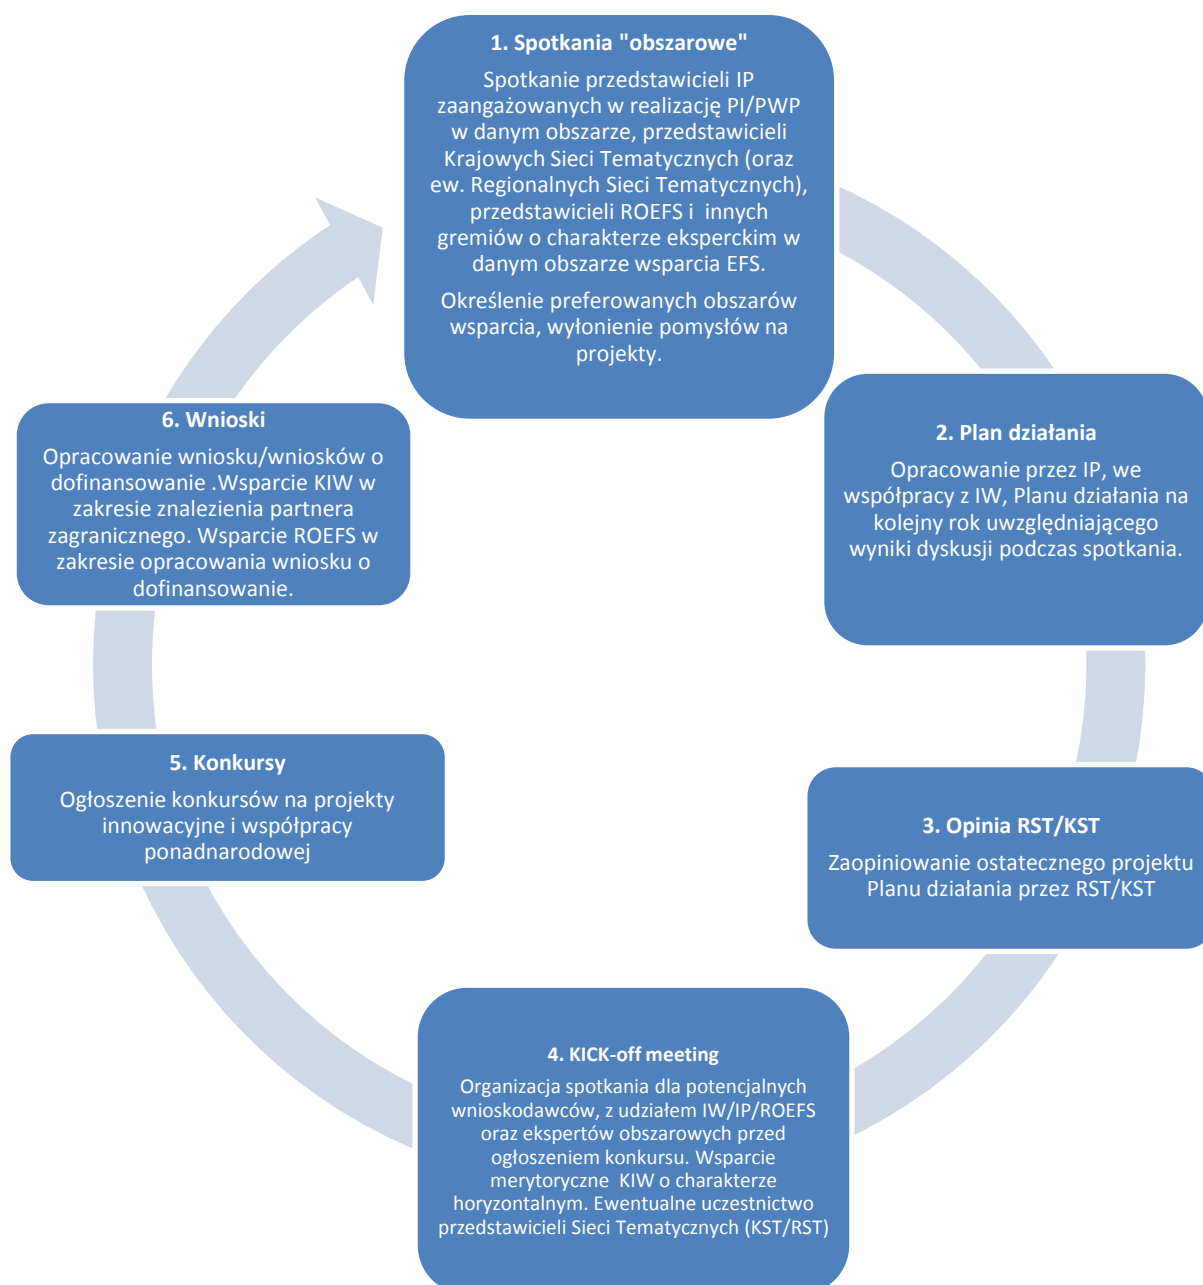 1. Spotkania "obszarowe"
Spotkanie przedstawicieli IP
zaangażowanych w realizację PI/PWP
w danym obszarze, przedstawicieli
Krajowych Sieci Tematycznych (oraz
ew. Regionalnych Sieci Tematycznych),
przedstawicieli ROEFS i innych
gremiów o charakterze eksperckim w
danym obszarze wsparcia EFS.
Określenie preferowanych obszarów
wsparcia, wyłonienie pomysłów na
projekty.
2. Plan działania
Opracowanie przez IP, we
współpracy z IW, Planu działania na
kolejny rok uwzględniającego
wyniki dyskusji podczas spotkania.
3. Opinia RST/KST
Zaopiniowanie ostatecznego projektu
Planu działania przez RST/KST
4. KICK-off meeting
Organizacja spotkania dla potencjalnych
wnioskodawców, z udziałem IW/IP/ROEFS
oraz ekspertów obszarowych przed
ogłoszeniem konkursu. Wsparcie
merytoryczne KIW o charakterze
horyzontalnym. Ewentualne uczestnictwo
przedstawicieli Sieci Tematycznych (KST/RST)
5. Konkursy
Ogłoszenie konkursów na projekty
innowacyjne i współpracy
ponadnarodowej
6. Wnioski
Opracowanie wniosku/wniosków o
dofinansowanie .Wsparcie KIW w
zakresie znalezienia partnera
zagranicznego. Wsparcie ROEFS w
zakresie opracowania wniosku o
dofinansowanie.